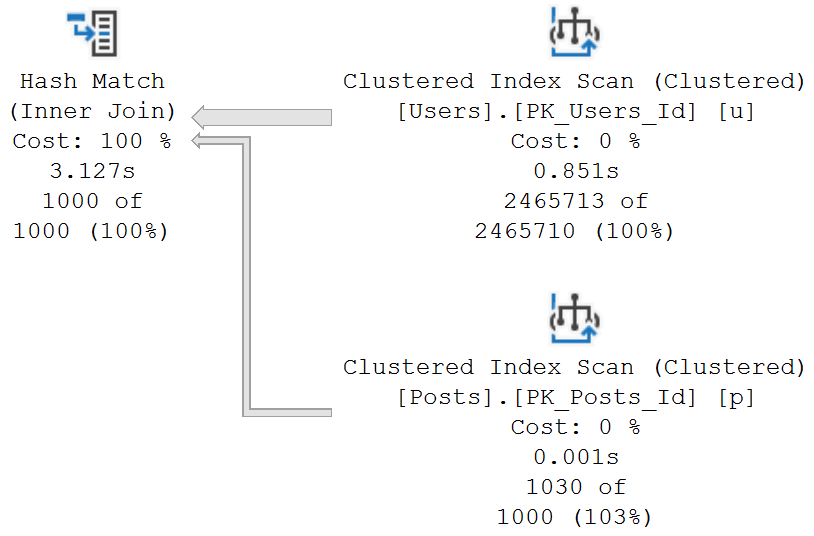 Hash Match
(Inner Join)
Cost: 100 %
3.127s
1000 of
1000 (100%)
Clustered Index Scan (Clustered)
[Users].[PK_Users_Id] [u]
Cost: 0 %
0.851s
2465713 of
2465710 (100%)
Clustered Index Scan (Clustered)
[Posts].[PK_Posts_Id] [p]
Cost: 0 %
0.001s
1030 of
1000 (103%)